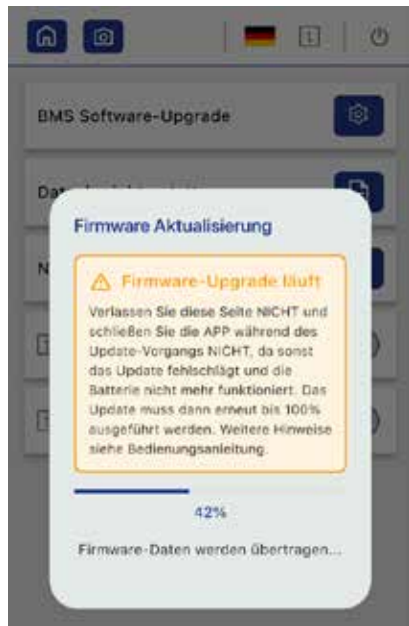 BMS Software-Upgrade
Firmware Aktualisierung
Firmware-Upgrade läuft
Verlassen Sie diese Seite NICHT und
schließen Sie die APP während des
Update-Vorgangs NICHT, da sonst
das Update fehlschlägt und die
Batterie nicht mehr funktioniert. Das
Update muss dann erneut bis 100%
ausgeführt werden. Weitere Hinweise
siehe Bedienungsanleitung.
42%
Firmware-Daten werden übertragen...